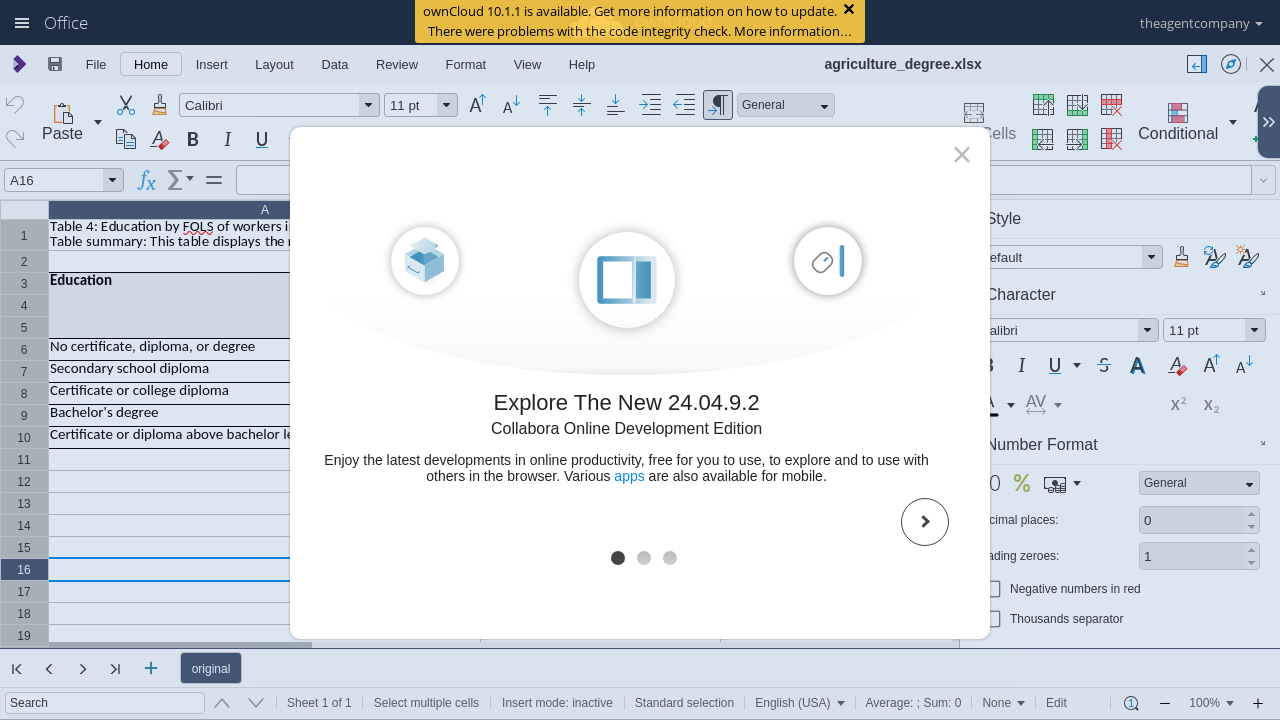 Office
ownCloud 10.1.1 is available. Get more information on how to update.
There were problems with the code integrity check. More information…
theagentcompany
File
Home
Insert
Layout
Data
Review
Format
View
Help
agriculture_degree.xlsx
Paste
Calibri
11 pt
General
Cells
Conditional
A16
A
1
Table 4: Education by FOLS of workers i
Table summary: This table displays the
2
3
Education
4
5
6
No certificate, diploma, or degree
7
Secondary school diploma
8
Certificate or college diploma
9
Bachelor's degree
10
Certificate or diploma above bachelor le
11
12
13
14
15
16
17
18
19
Explore The New 24.04.9.2
Collabora Online Development Edition
Enjoy the latest developments in online productivity, free for you to use, to explore and to use with
others in the browser. Various apps are also available for mobile.
Style
efault
Character
alibri
11 pt
Number Format
General
cimal places:
0
ading zeroes:
1
Negative numbers in red
Thousands separator
original
Search
Sheet 1 of 1
Select multiple cells
Insert mode: inactive
Standard selection
English (USA)
Average: ; Sum: 0
None
Edit
100%